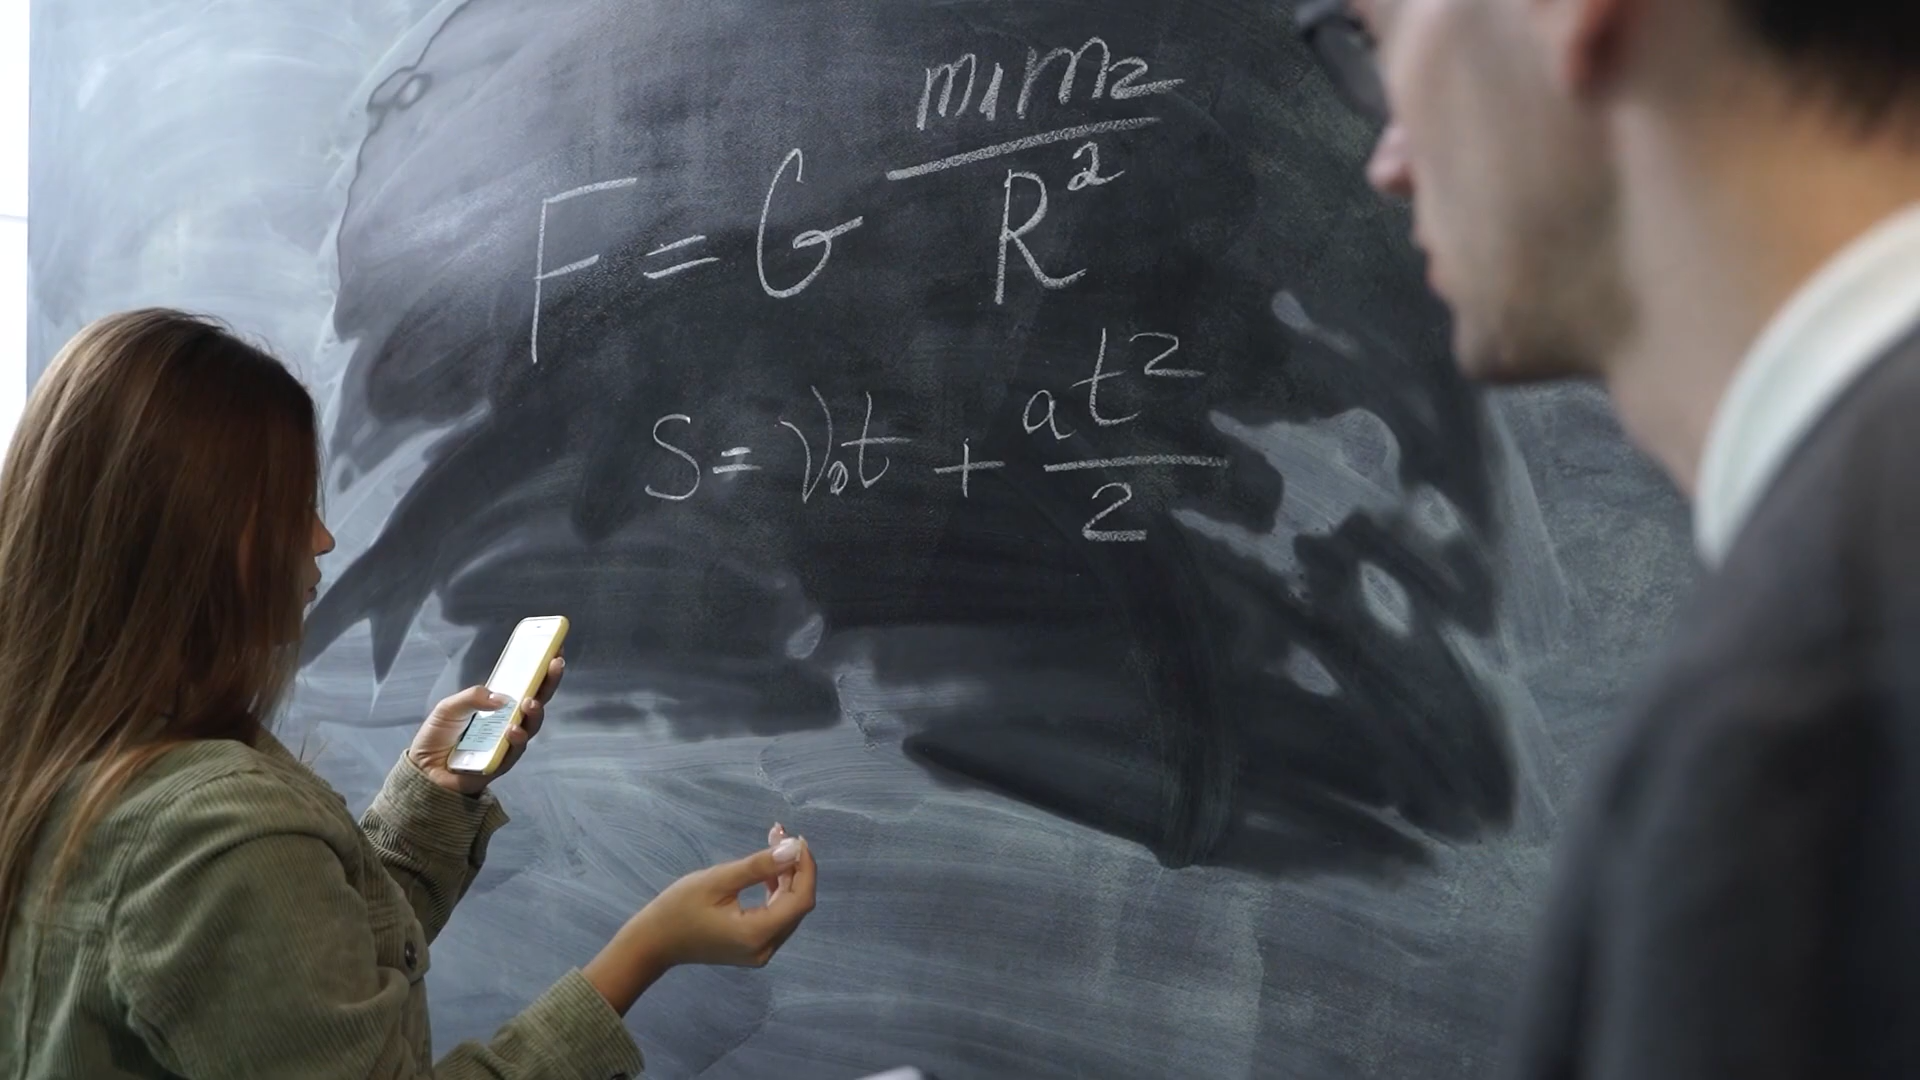 F = G m₁m₂/R²
S = V₀t + at²/2